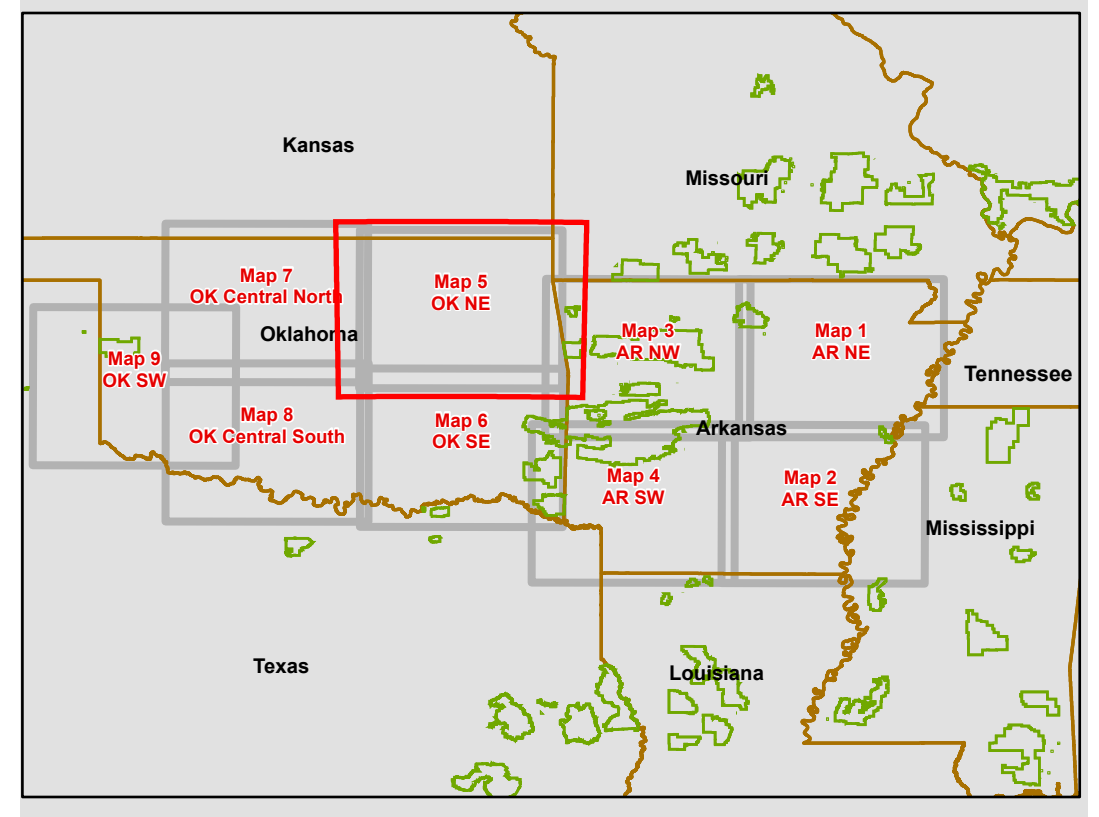 Kansas
Missouri
Map 7
OK Central North
Map 5
OK NE
Oklahoma
Map 3
AR NW
Map 1
AR NE
Map 9
OK SW
Tennessee
Map 8
OK Central South
Map 6
OK SE
Arkansas
Map 4
AR SW
Map 2
AR SE
Mississippi
Texas
Louisiana